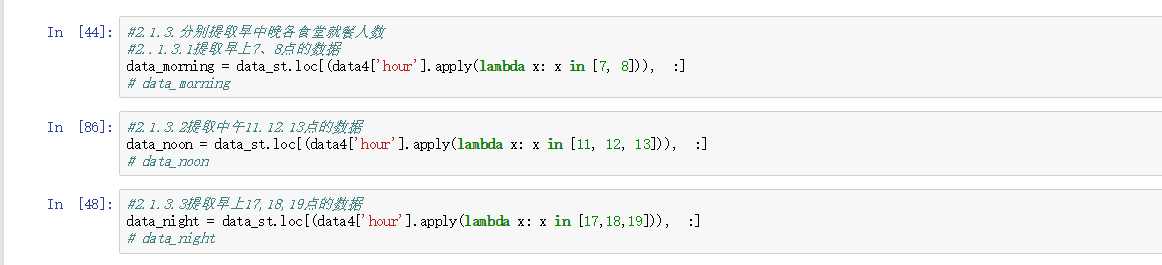 In [44]: #2.1.3.分别提取早中晚各食堂就餐人数
#2..1.3.1提取早上7、8点的数据
data_morning = data_st.loc[(data4['hour'].apply(lambda x: x in [7, 8])), :]
# data_morning
In [86]: #2.1.3.2提取中午11.12.13点的数据
data_noon = data_st.loc[(data4['hour'].apply(lambda x: x in [11, 12, 13])), :]
# data_noon
In [48]: #2.1.3.3提取早上17,18,19点的数据
data_night = data_st.loc[(data4['hour'].apply(lambda x: x in [17,18,19])), :]
# data_night